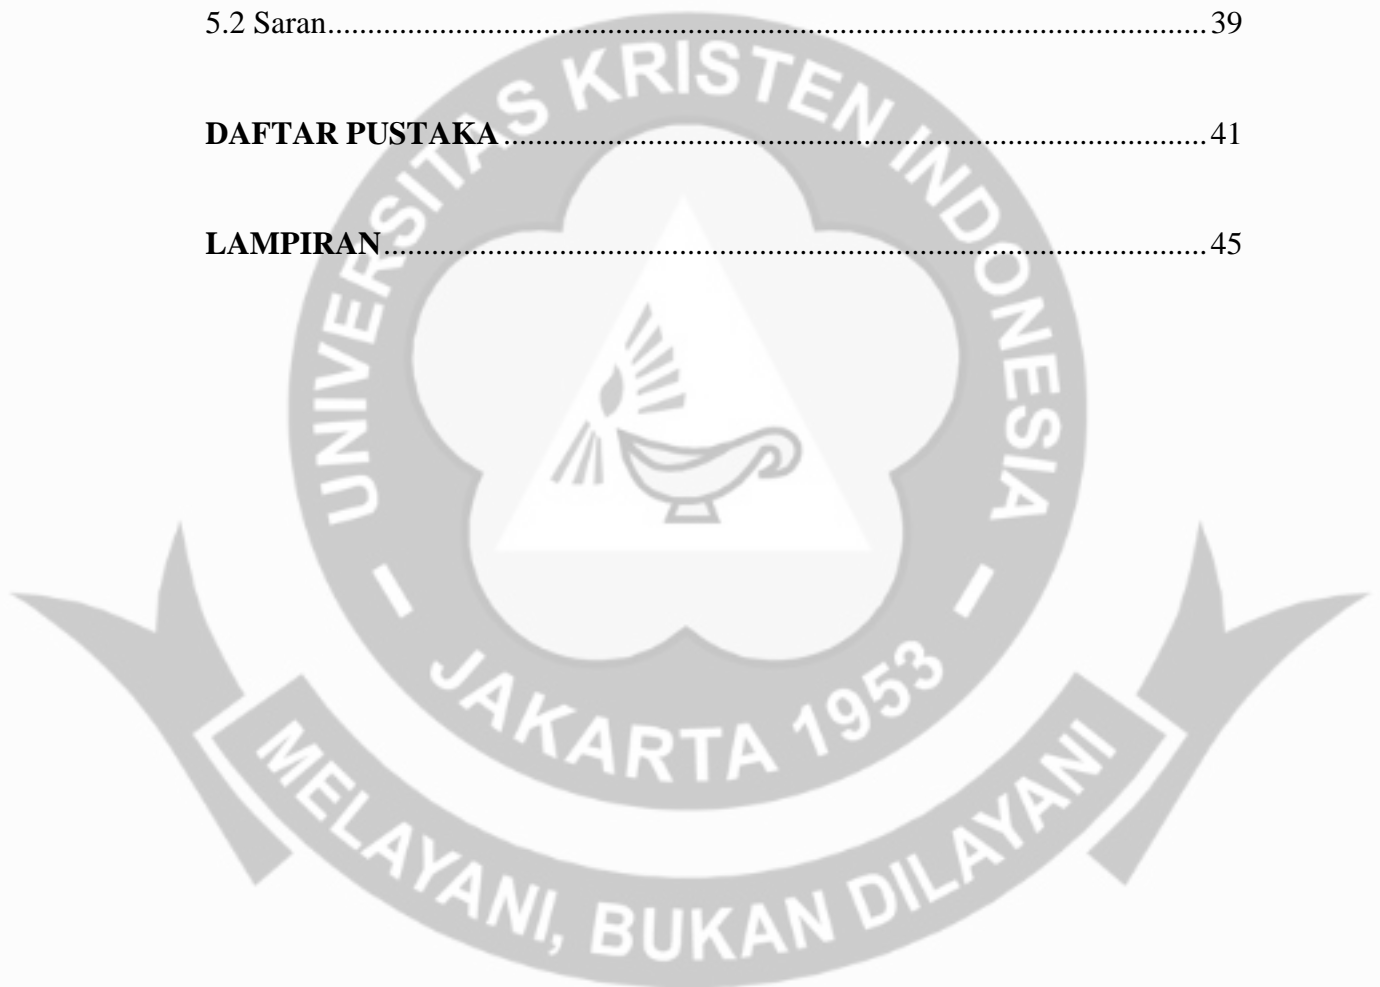 5.2 Saran.............................................................................................................. 39
DAFTAR PUSTAKA........................................................................................ 41
LAMPIRAN....................................................................................................... 45
UNIVERSITAS KRISTEN INDONESIA
JAKARTA 1953
MELAYANI, BUKAN DILAYANI